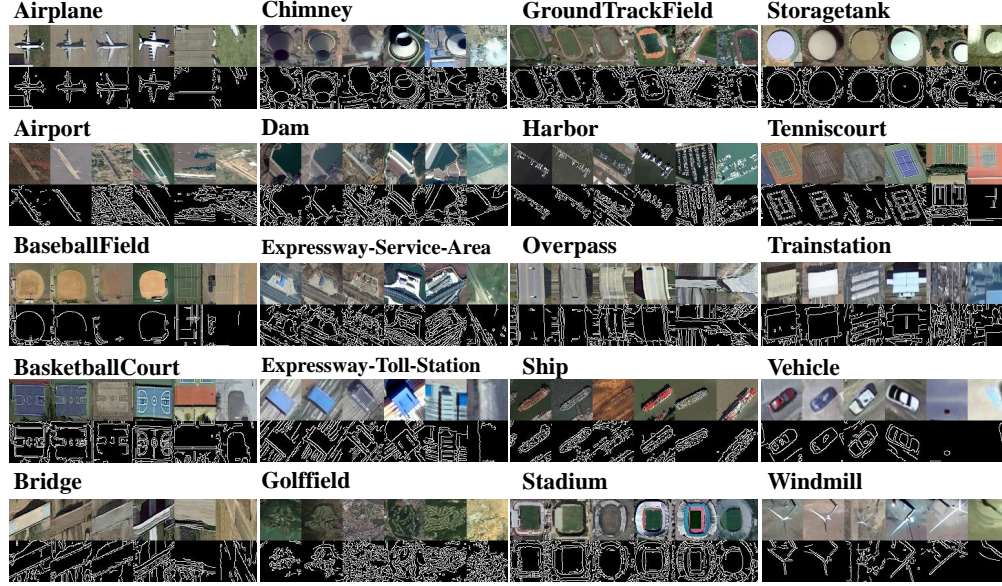 Airplane
Chimney
GroundTrackField
Storagetank
Airport
Dam
Harbor
Tenniscourt
BaseballField
Expressway-Service-Area
Overpass
Trainstation
BasketballCourt
Expressway-Toll-Station
Ship
Vehicle
Bridge
Golffield
Stadium
Windmill